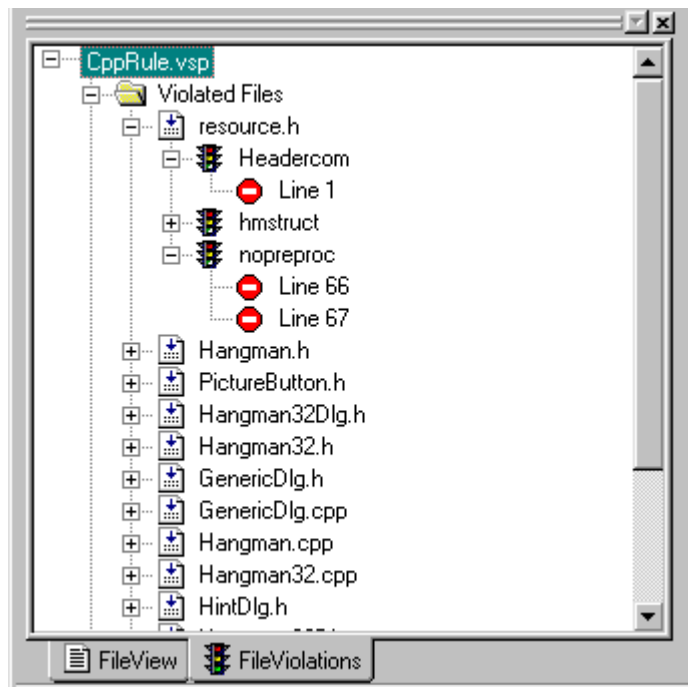 CppRule.vsp
Violated Files
resource.h
Headercom
Line 1
hmstruct
nopreproc
Line 66
Line 67
Hangman.h
PictureButton.h
Hangman32Dlg.h
Hangman32.h
GenericDlg.h
GenericDlg.cpp
Hangman.cpp
Hangman32.cpp
HintDlg.h
FileView FileViolations